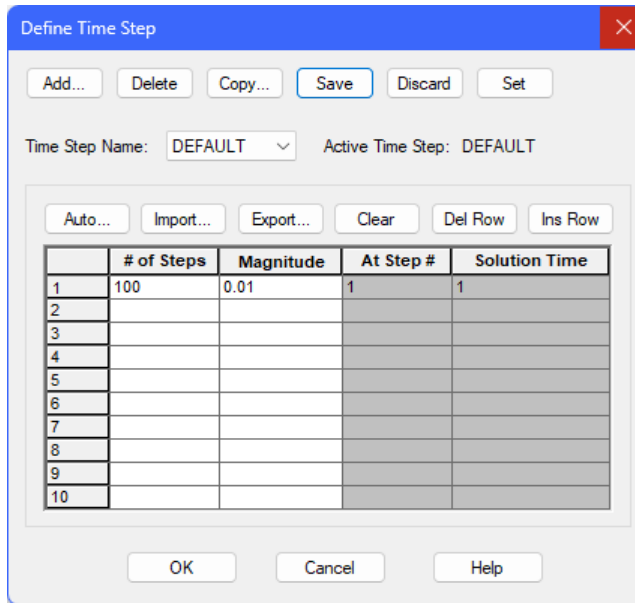 Define Time Step
Add... Delete Copy... Save Discard Set
Time Step Name: DEFAULT Active Time Step: DEFAULT
Auto... Import... Export... Clear Del Row Ins Row
# of Steps Magnitude At Step # Solution Time
1 100 0.01 1 1
2
3
4
5
6
7
8
9
10
OK Cancel Help